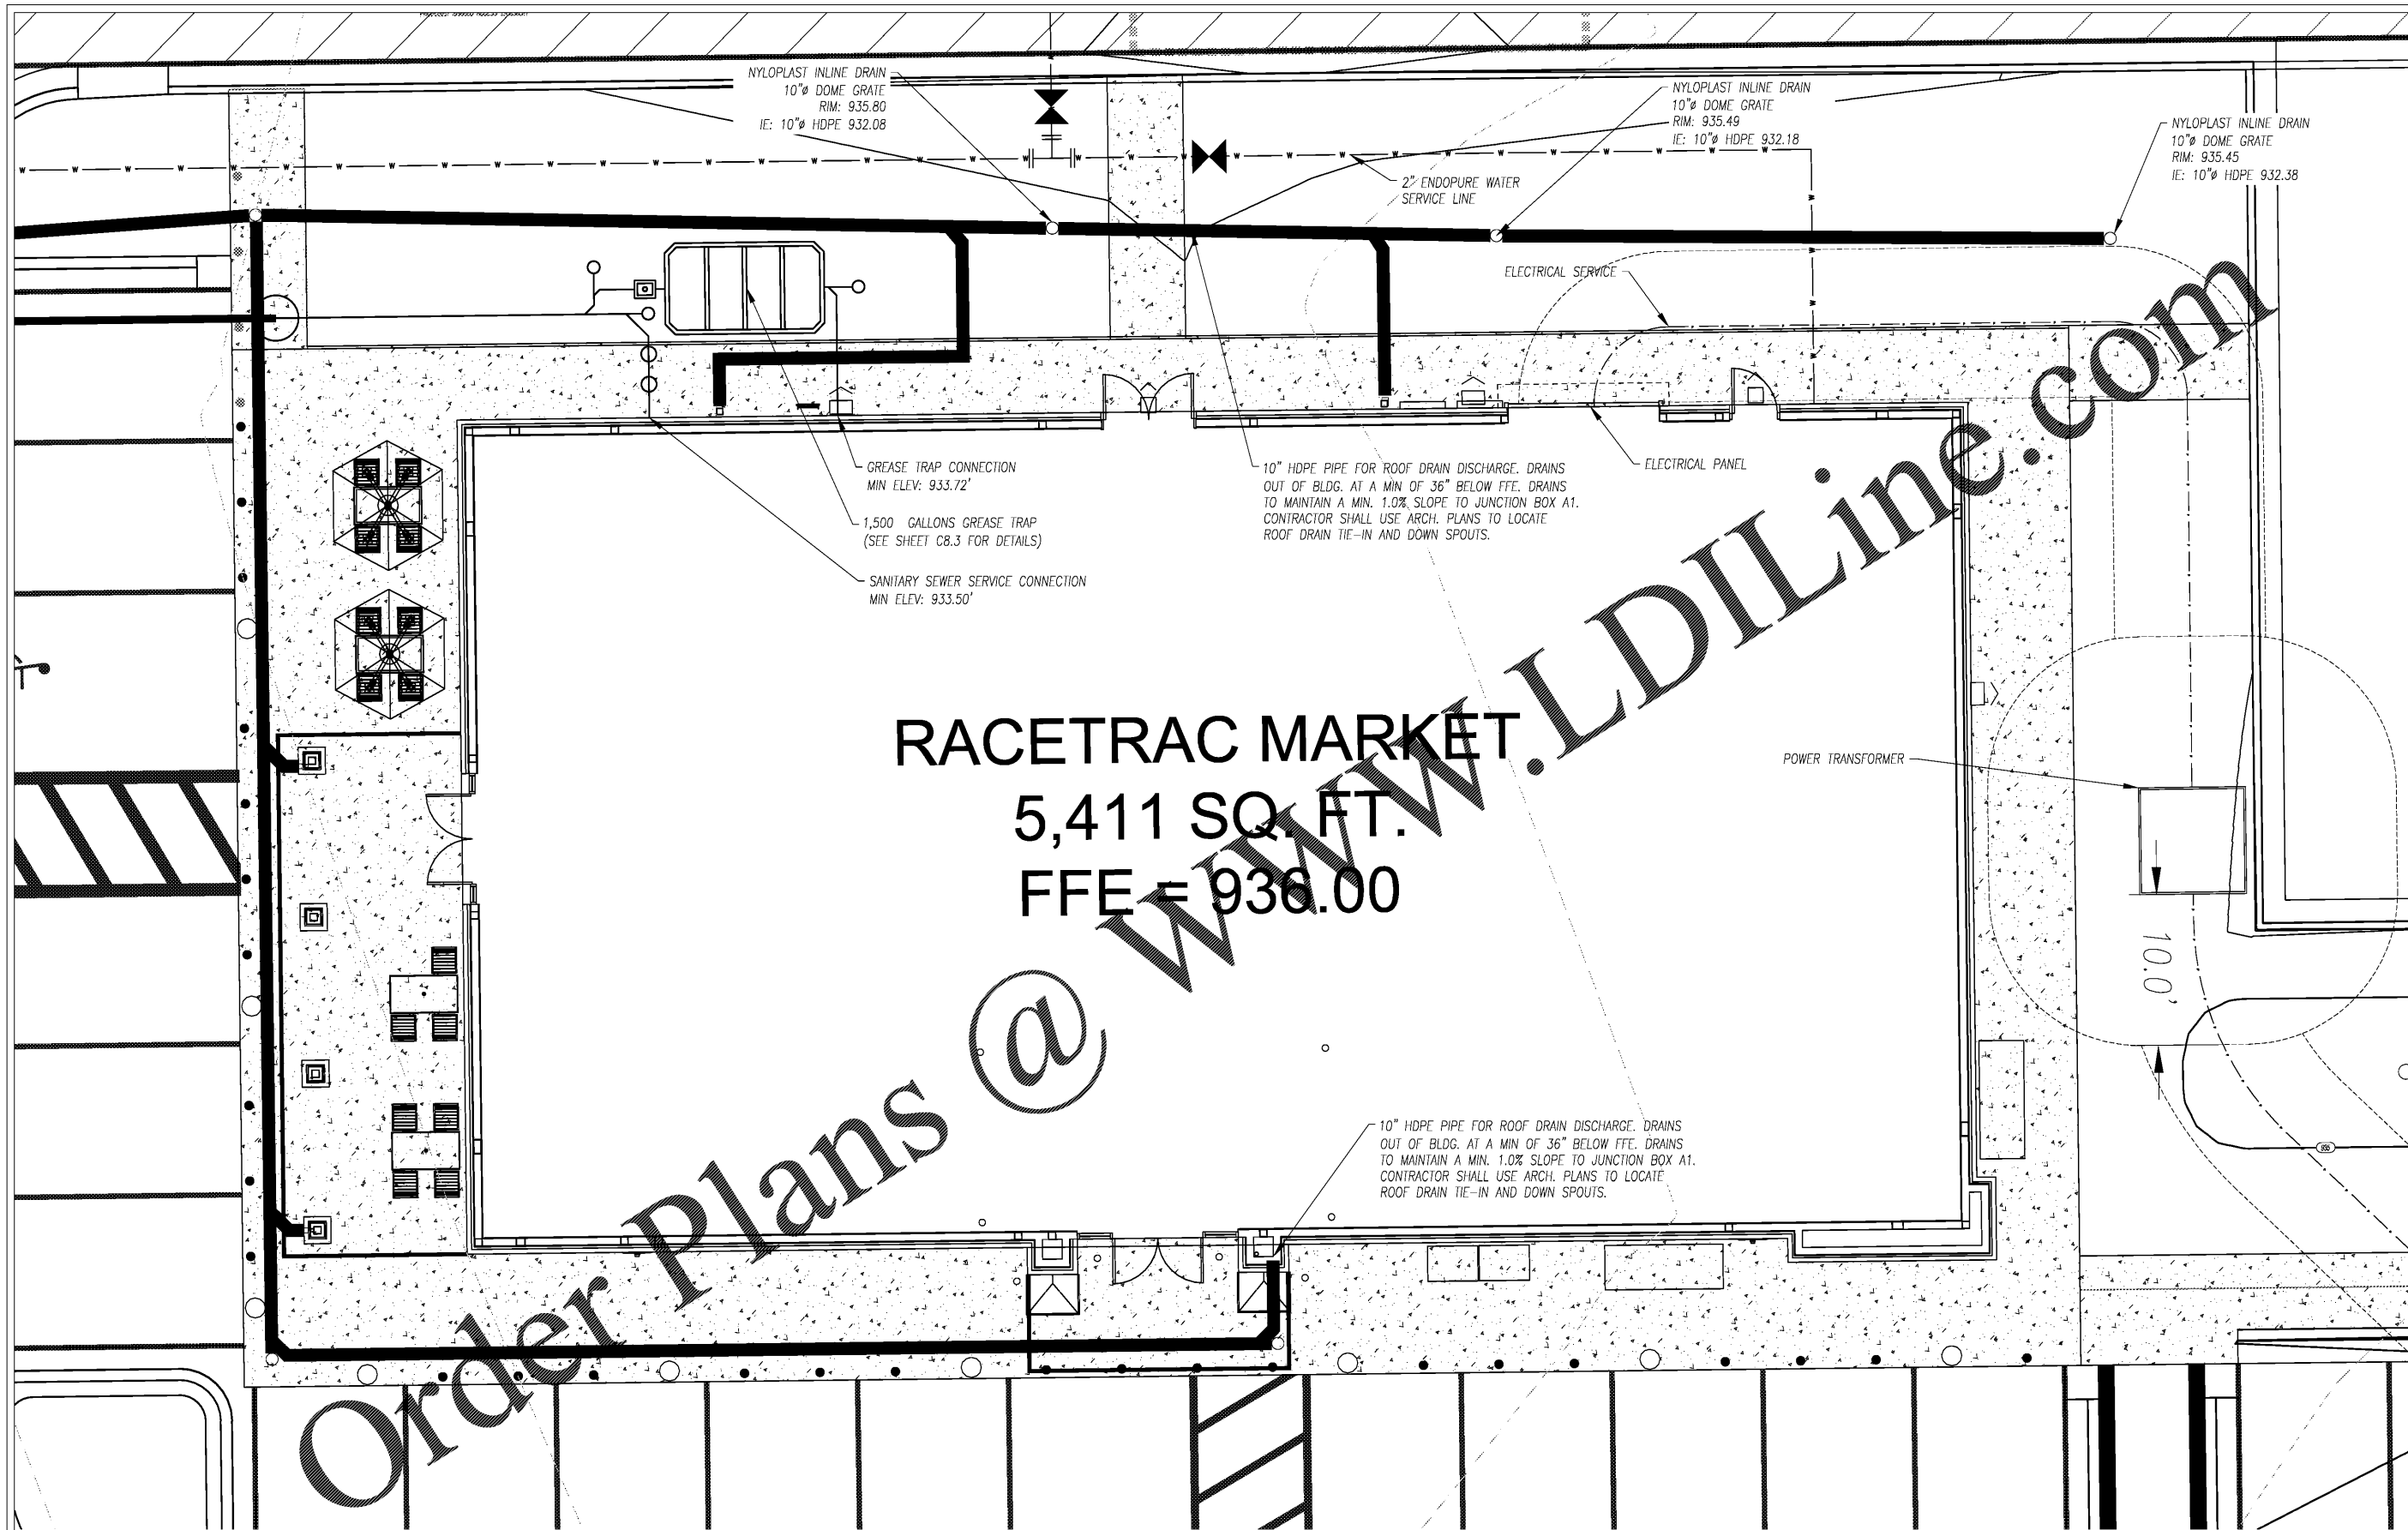 NYLOPLAST INLINE DRAIN
10"ø DOME GRATE
RIM: 935.80
IE: 10"ø HDPE 932.08
NYLOPLAST INLINE DRAIN
10"ø DOME GRATE
RIM: 935.49
IE: 10"ø HDPE 932.18
NYLOPLAST INLINE DRAIN
10"ø DOME GRATE
RIM: 935.45
IE: 10"ø HDPE 932.38
2" ENDOPURE WATER
SERVICE LINE
ELECTRICAL SERVICE
GREASE TRAP CONNECTION
MIN ELEV: 933.72'
1,500 GALLONS GREASE TRAP
(SEE SHEET C8.3 FOR DETAILS)
SANITARY SEWER SERVICE CONNECTION
MIN ELEV: 933.50'
10" HDPE PIPE FOR ROOF DRAIN DISCHARGE. DRAINS
OUT OF BLDG. AT A MIN OF 36" BELOW FFE. DRAINS
TO MAINTAIN A MIN. 1.0% SLOPE TO JUNCTION BOX A1.
CONTRACTOR SHALL USE ARCH. PLANS TO LOCATE
ROOF DRAIN TIE-IN AND DOWN SPOUTS.
ELECTRICAL PANEL
RACETRAC MARKET
5,411 SQ. FT.
FFE = 936.00
POWER TRANSFORMER
10.0'
10" HDPE PIPE FOR ROOF DRAIN DISCHARGE. DRAINS
OUT OF BLDG. AT A MIN OF 36" BELOW FFE. DRAINS
TO MAINTAIN A MIN. 1.0% SLOPE TO JUNCTION BOX A1.
CONTRACTOR SHALL USE ARCH. PLANS TO LOCATE
ROOF DRAIN TIE-IN AND DOWN SPOUTS.
Order Plans @ www.LDILine.com